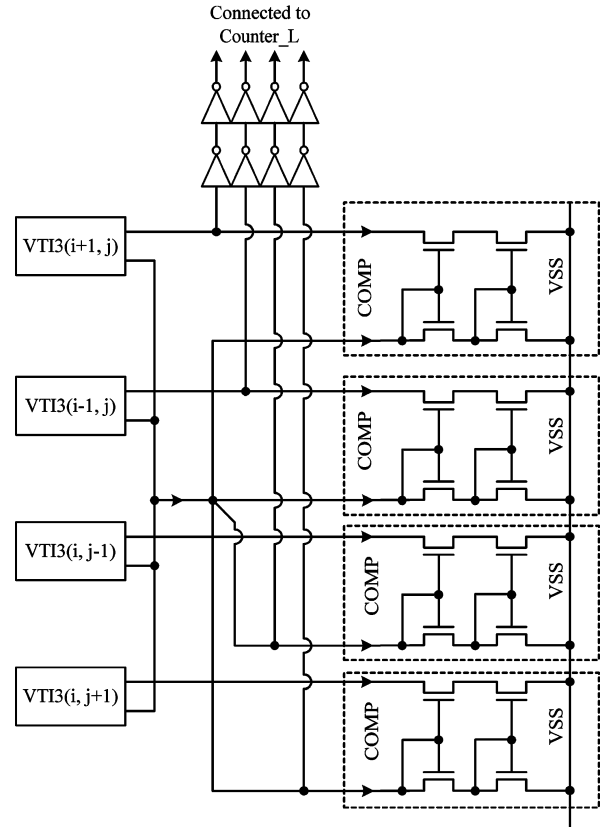 Connected to
Counter_L
VTI3(i+1, j)
COMP
VSS
VTI3(i-1, j)
COMP
VSS
VTI3(i, j-1)
COMP
VSS
VTI3(i, j+1)
COMP
VSS